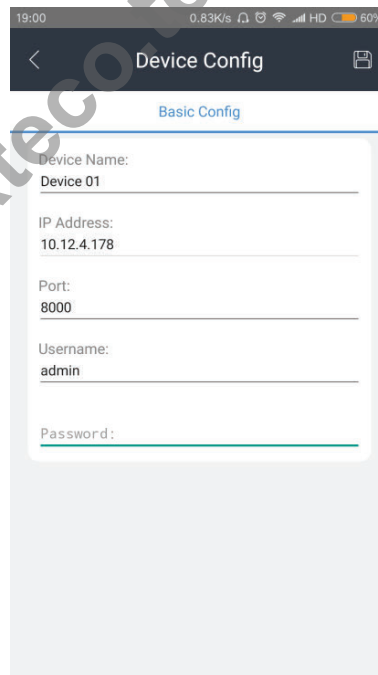 19:00 0.83K/s HD 60%
Device Config
Basic Config
Device Name:
Device 01
IP Address:
10.12.4.178
Port:
8000
Username:
admin
Password: